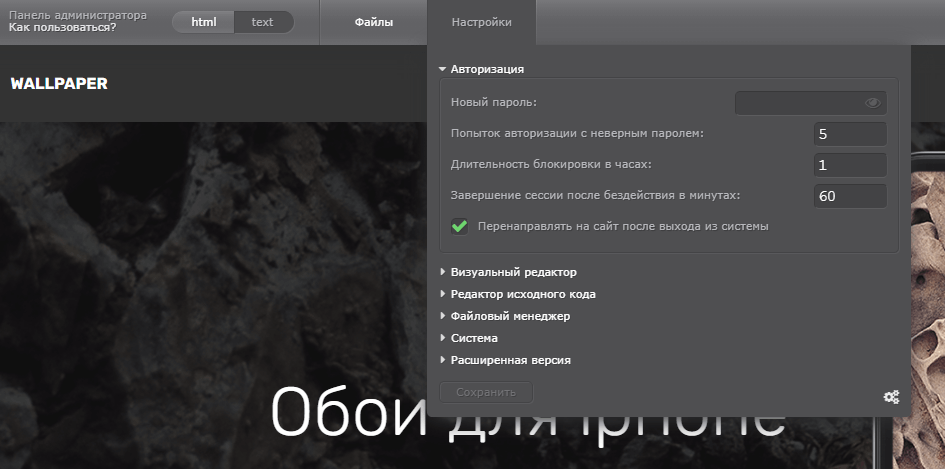 Панель администратора
Как пользоваться?
html
text
Файлы
Настройки
WALLPAPER
Авторизация
Новый пароль:
Попыток авторизации с неверным паролем:
5
Длительность блокировки в часах:
1
Завершение сессии после бездействия в минутах:
60
Перенаправлять на сайт после выхода из системы
Визуальный редактор
Редактор исходного кода
Файловый менеджер
Система
Расширенная версия
Сохранить
Обои для iphone